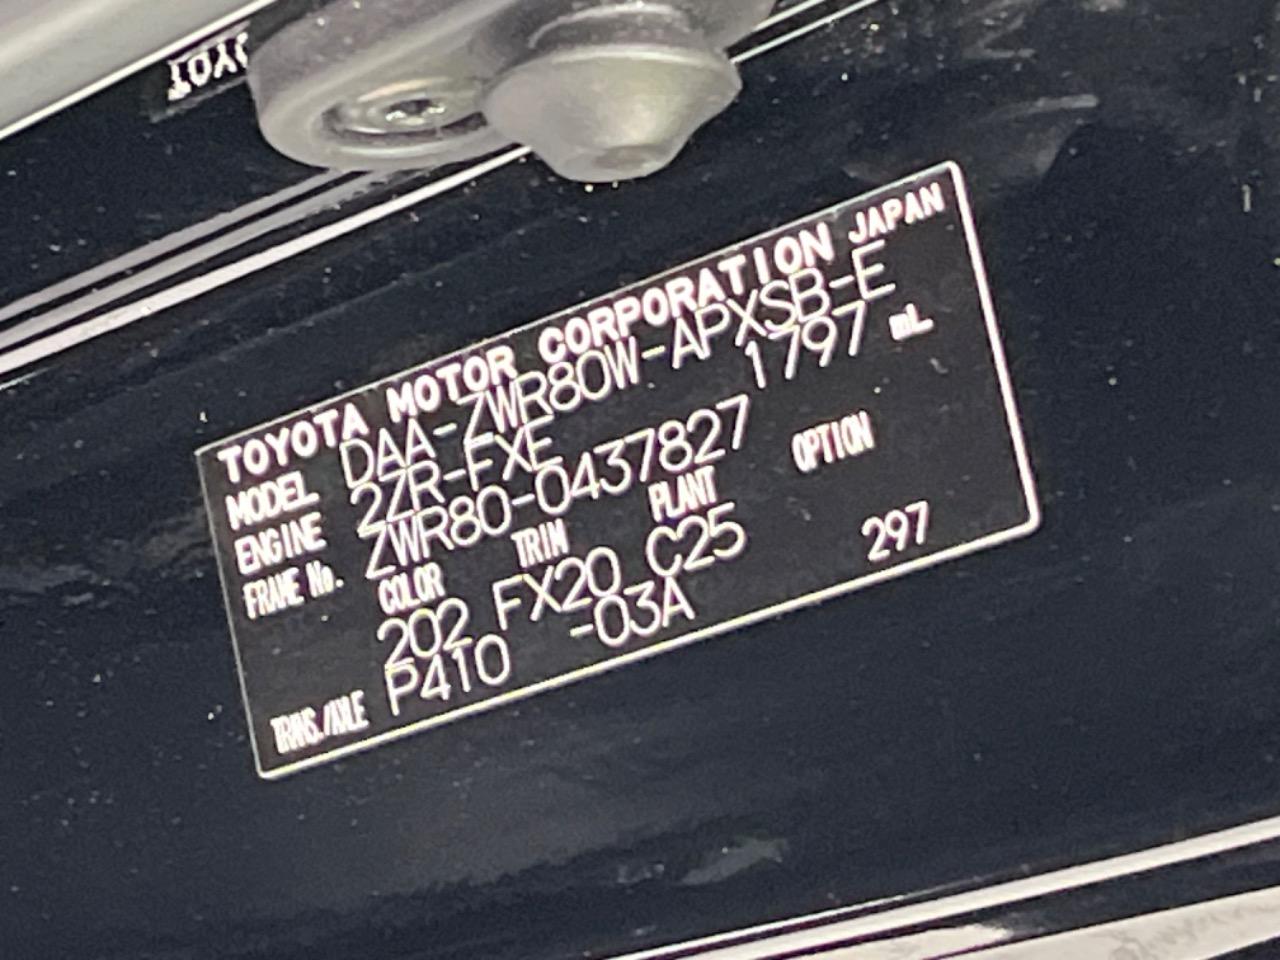 TOYO
TOYOTA MOTOR CORPORATION JAPAN
MODEL DAA-ZWR80W-APXSB-E
ENGINE 2ZR-FXE 1797 mL
FRAME No. ZWR80-0437827
COLOR TRIM PLANT OPTION
202 FX20 C25 297
TRANS./AXLE P410 -03A